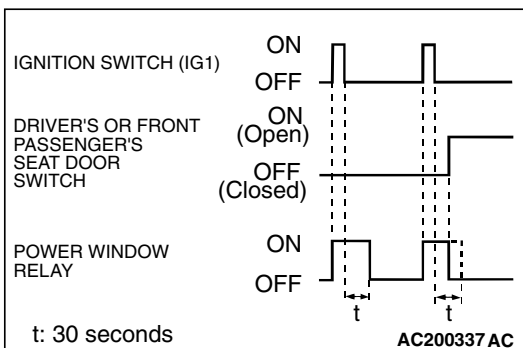 ON
IGNITION SWITCH (IG1)
OFF
DRIVER'S OR FRONT
PASSENGER'S
SEAT DOOR
SWITCH
ON
(Open)
OFF
(Closed)
POWER WINDOW
RELAY
ON
OFF
t
t
t: 30 seconds
AC200337 AC